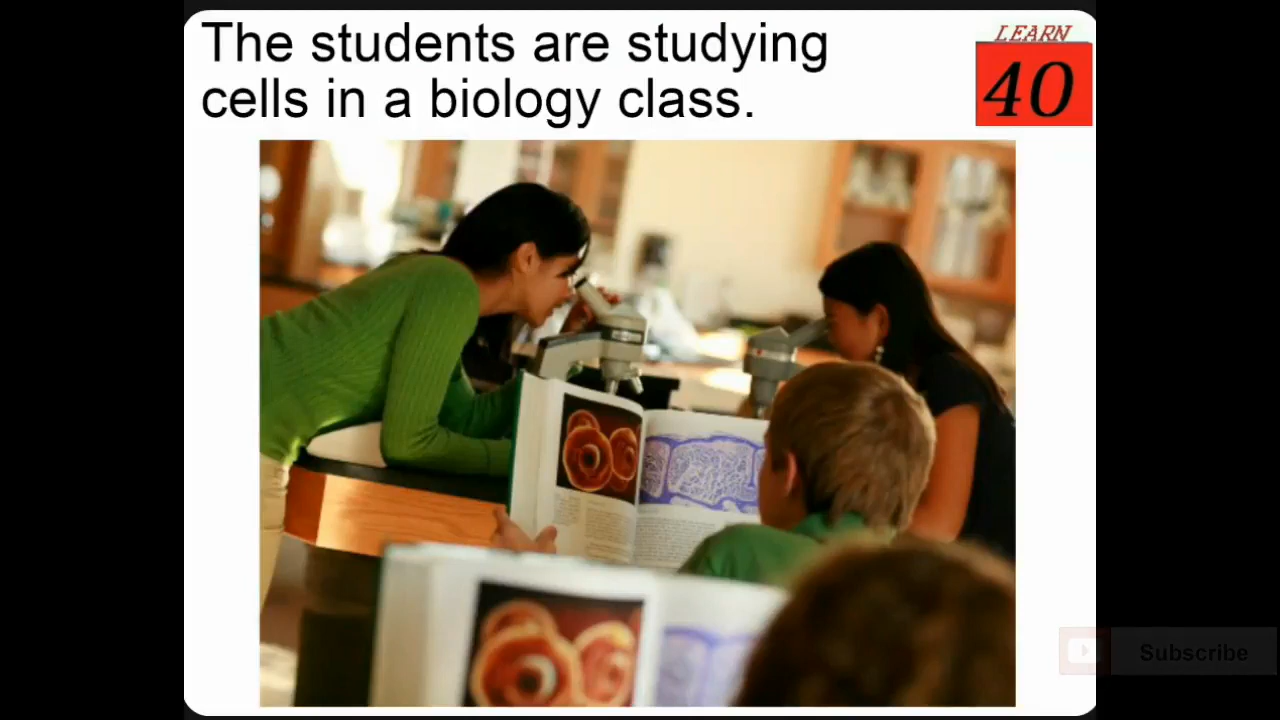 The students are studying
cells in a biology class.
LEARN
40
Subscribe